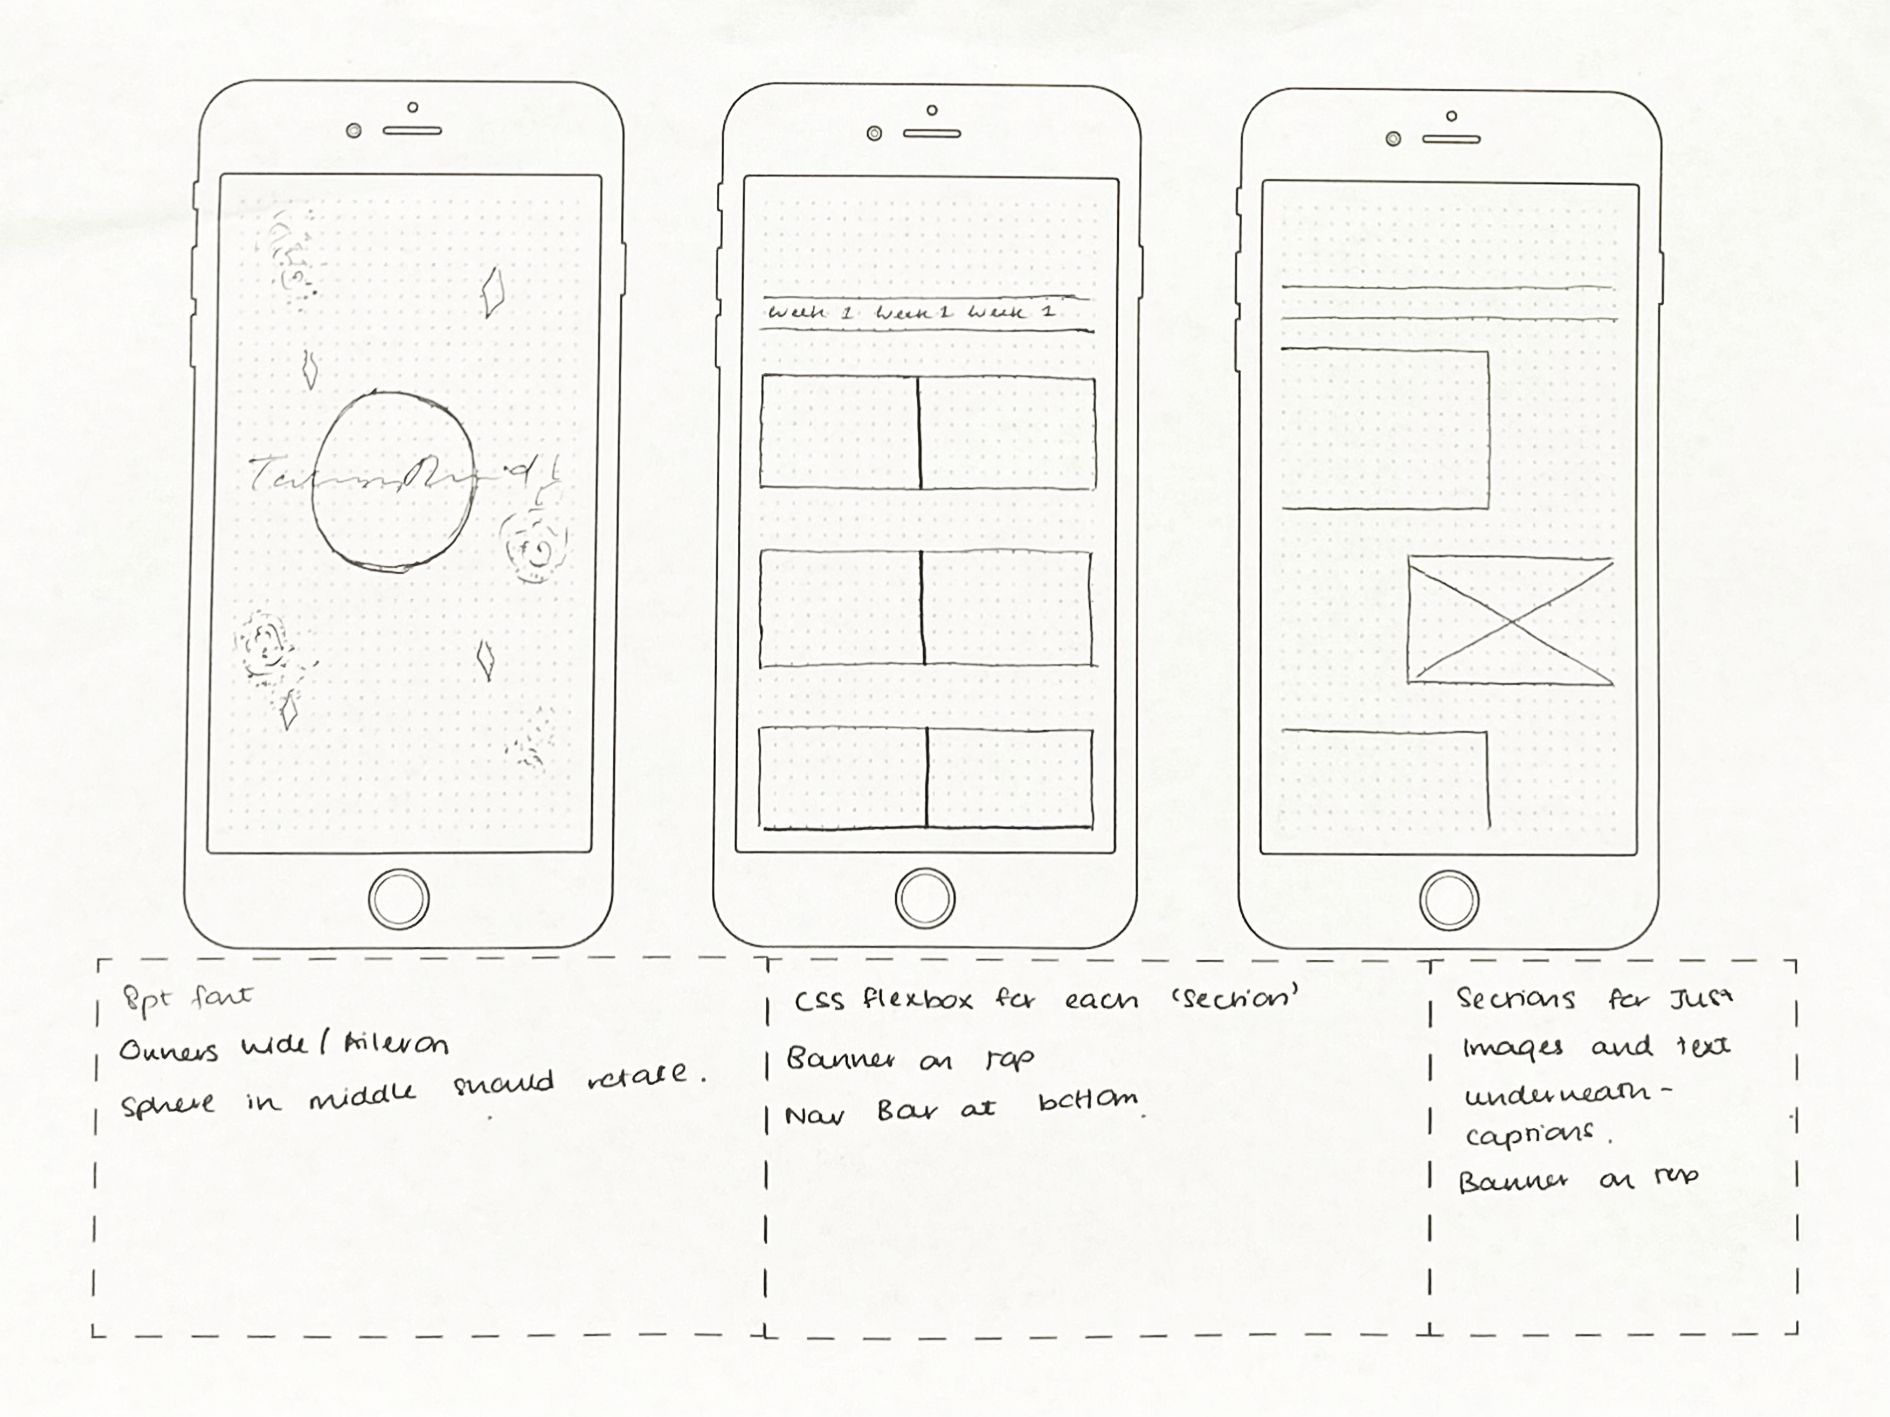 Week 1 Week 1 Week 1
8pt font
Owners wide / Aileron
Sphere in middle should rotate.
CSS flexbox for each 'section'
Banner on top
Nav Bar at bottom.
Sections for Just
Images and text
underneath -
captions.
Banner on top